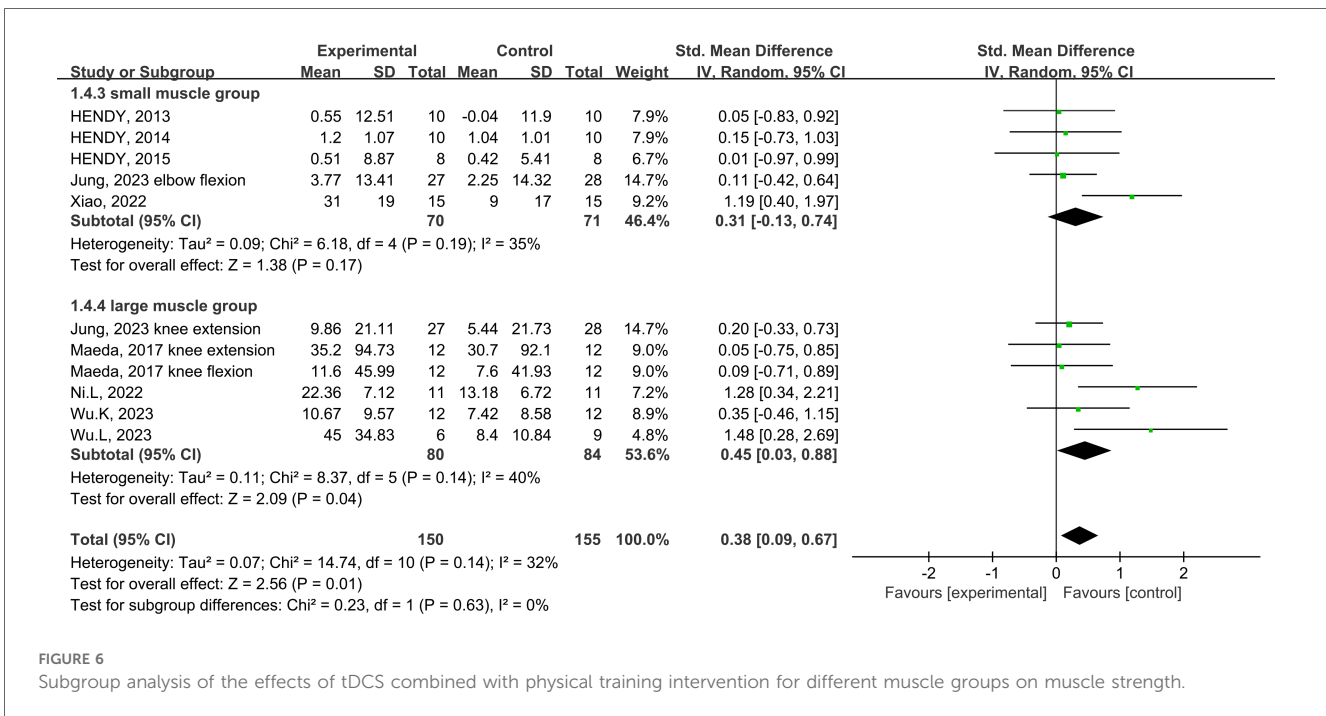 Experimental Control Std. Mean Difference Std. Mean Difference
Study or Subgroup Mean SD Total Mean SD Total Weight IV, Random, 95% CI IV, Random, 95% CI
1.4.3 small muscle group
HENDY, 2013 0.55 12.51 10 -0.04 11.9 10 7.9% 0.05 [-0.83, 0.92]
HENDY, 2014 1.2 1.07 10 1.04 1.01 10 7.9% 0.15 [-0.73, 1.03]
HENDY, 2015 0.51 8.87 8 0.42 5.41 8 6.7% 0.01 [-0.97, 0.99]
Jung, 2023 elbow flexion 3.77 13.41 27 2.25 14.32 28 14.7% 0.11 [-0.42, 0.64]
Xiao, 2022 31 19 15 9 17 15 9.2% 1.19 [0.40, 1.97]
Subtotal (95% CI) 70 71 46.4% 0.31 [-0.13, 0.74]
Heterogeneity: Tau² = 0.09; Chi² = 6.18, df = 4 (P = 0.19); I² = 35%
Test for overall effect: Z = 1.38 (P = 0.17)
1.4.4 large muscle group
Jung, 2023 knee extension 9.86 21.11 27 5.44 21.73 28 14.7% 0.20 [-0.33, 0.73]
Maeda, 2017 knee extension 35.2 94.73 12 30.7 92.1 12 9.0% 0.05 [-0.75, 0.85]
Maeda, 2017 knee flexion 11.6 45.99 12 7.6 41.93 12 9.0% 0.09 [-0.71, 0.89]
Ni.L, 2022 22.36 7.12 11 13.18 6.72 11 7.2% 1.28 [0.34, 2.21]
Wu.K, 2023 10.67 9.57 12 7.42 8.58 12 8.9% 0.35 [-0.46, 1.15]
Wu.L, 2023 45 34.83 6 8.4 10.84 9 4.8% 1.48 [0.28, 2.69]
Subtotal (95% CI) 80 84 53.6% 0.45 [0.03, 0.88]
Heterogeneity: Tau² = 0.11; Chi² = 8.37, df = 5 (P = 0.14); I² = 40%
Test for overall effect: Z = 2.09 (P = 0.04)
Total (95% CI) 150 155 100.0% 0.38 [0.09, 0.67]
Heterogeneity: Tau² = 0.07; Chi² = 14.74, df = 10 (P = 0.14); I² = 32%
Test for overall effect: Z = 2.56 (P = 0.01)
Test for subgroup differences: Chi² = 0.23, df = 1 (P = 0.63), I² = 0%
-2 -1 0 1 2
Favours [experimental] Favours [control]
FIGURE 6
Subgroup analysis of the effects of tDCS combined with physical training intervention for different muscle groups on muscle strength.